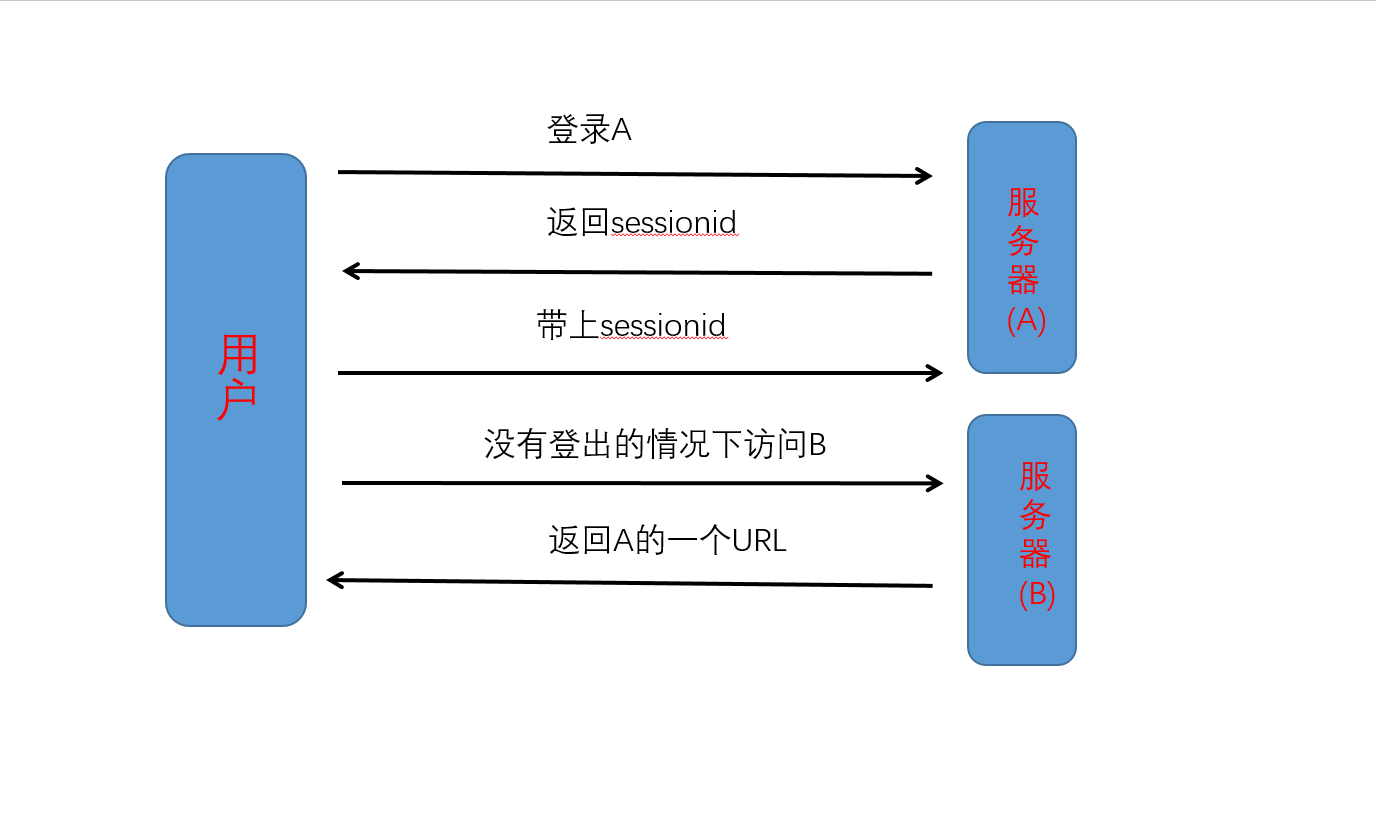 登录A
返回sessionid
带上sessionid
没有登出的情况下访问B
返回A的一个URL
用
户
服
务
器
(A)
服
务
器
(B)